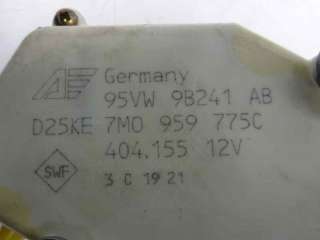 Germany
95VW 9B241 AB
D25KE 7M0 959 775C
404.155 12V
SWF 3 C 19 21